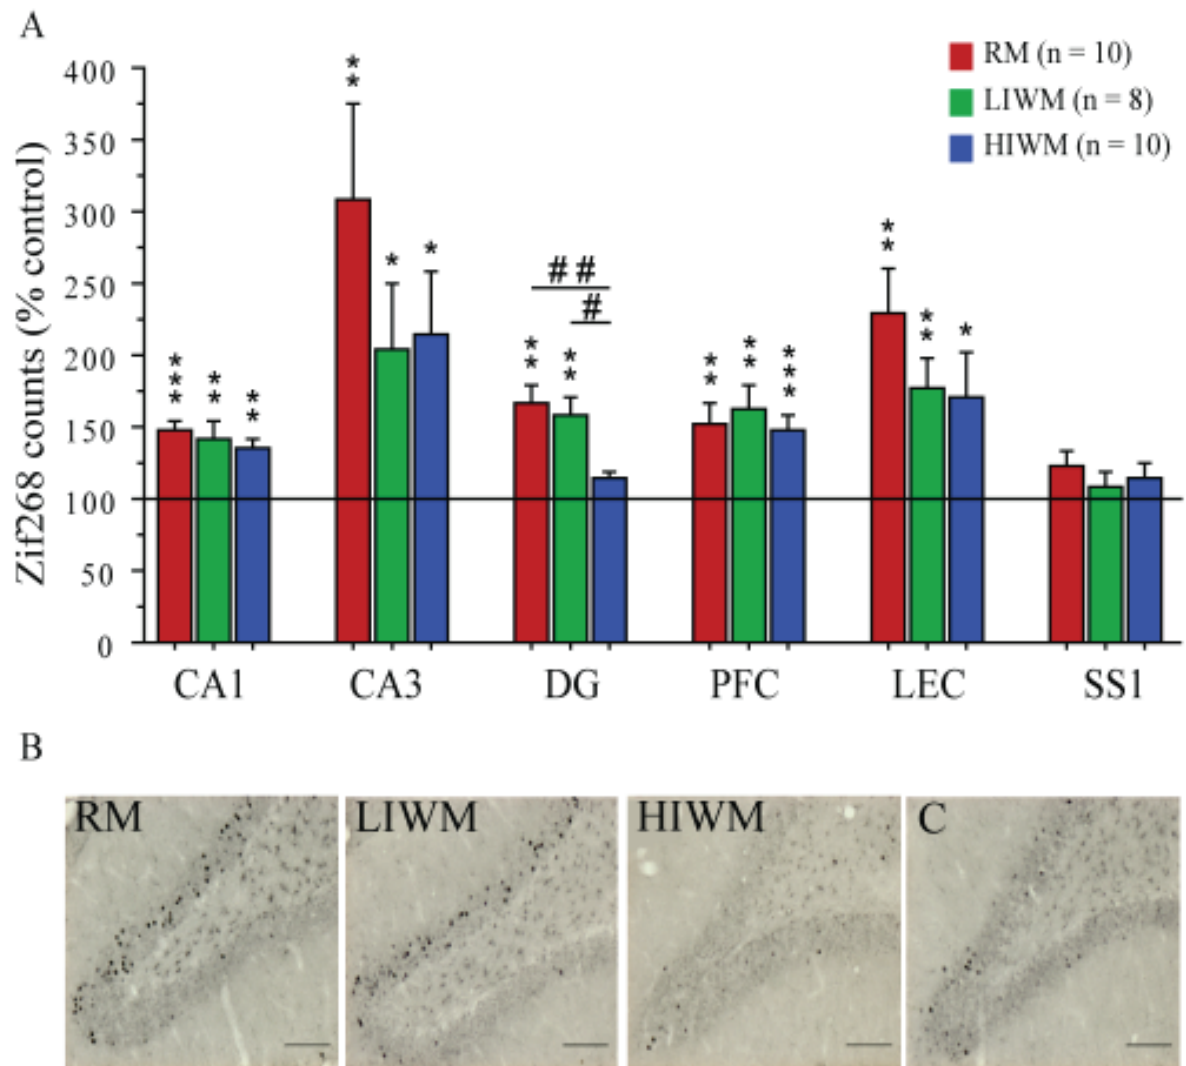 A
RM (n = 10)
LIWM (n = 8)
HIWM (n = 10)
Zif268 counts (% control)
400
350
300
250
200
150
100
50
0
***
**
**
**
*
*
##
#
**
**
**
**
***
**
**
*
CA1
CA3
DG
PFC
LEC
SS1
B
RM
LIWM
HIWM
C